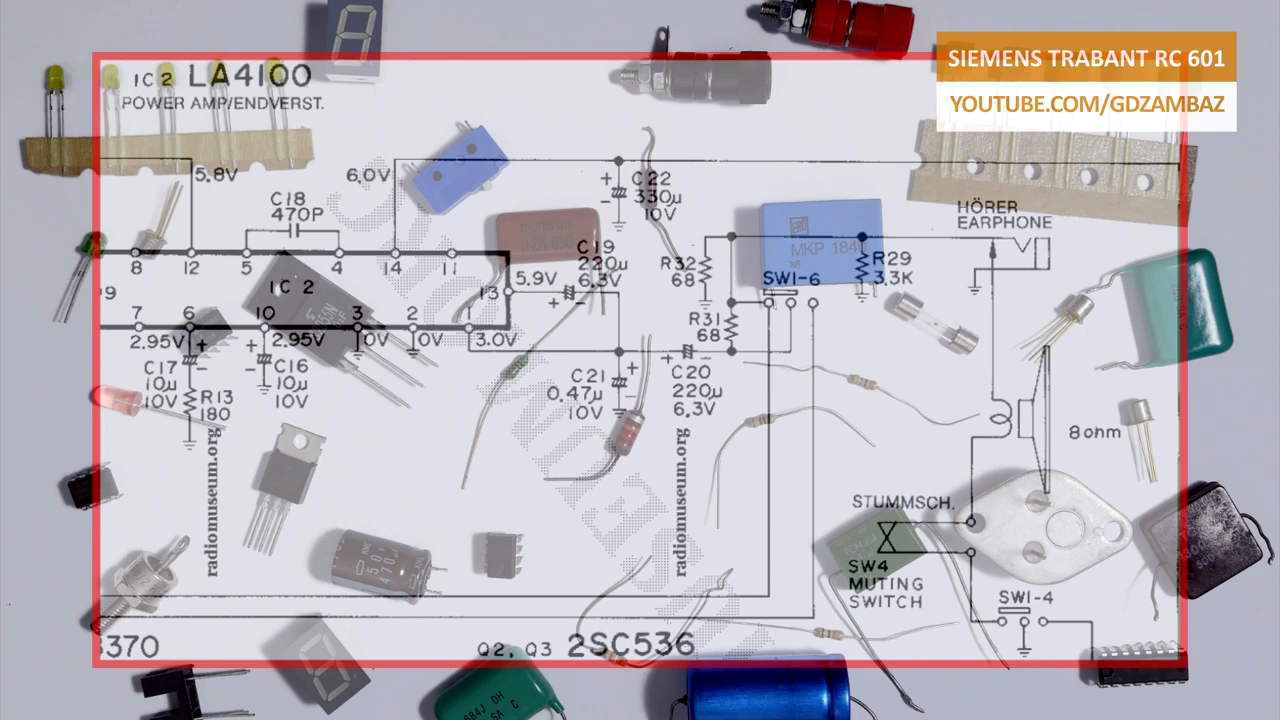 SIEMENS TRABANT RC 601
YOUTUBE.COM/GDZAMBAZ
IC 2 LA4100
POWER AMP/ENDVERST.
5.8V
6.0V
C18
470P
C22
330µ
10V
HÖRER
EARPHONE
MKP 184
8
12
5
4
14
11
IC 2
13
5.9V
C19
220µ
6.3V
R32
68
SW1-6
R29
3.3K
9
7
6
10
3
2
1
2.95V
2.95V
0V
0V
3.0V
R31
68
C17
10µ
10V
R13
180
C16
10µ
10V
C21
0.47µ
10V
C20
220µ
6.3V
8 ohm
radiomuseum.org
radiomuseum.org
STUMMSCH.
SW4
MUTING
SWITCH
SW1-4
370
Q2, Q3 2SC536